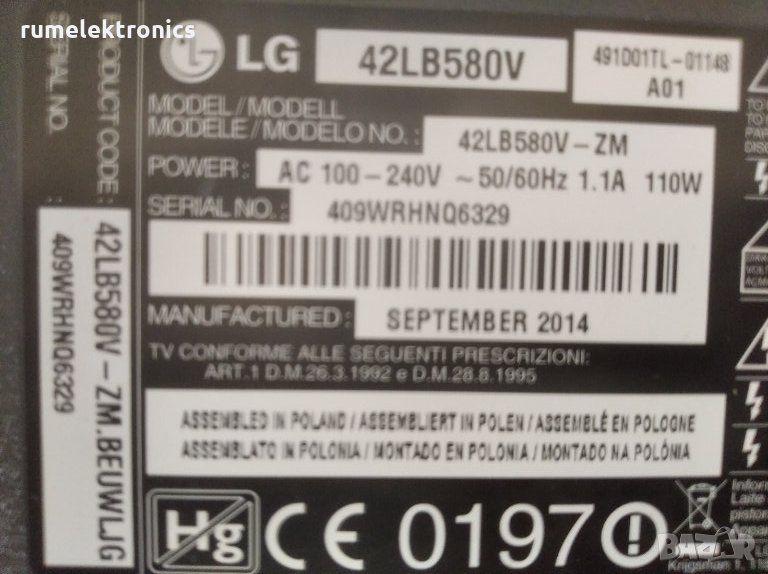 rumelektronics
LG
42LB580V
491D01TL-01148
A01
MODEL/MODELL
MODELE/MODELO NO.:
42LB580V-ZM
POWER:
AC 100-240V ~50/60Hz 1.1A 110W
SERIAL NO.:
409WRHNQ6329
MANUFACTURED:
SEPTEMBER 2014
TV CONFORME ALLE SEGUENTI PRESCRIZIONI:
ART.1 D.M.26.3.1992 e D.M.28.8.1995
ASSEMBLED IN POLAND/ASSEMBLIERT IN POLEN/ASSEMBLÉ EN POLOGNE
ASSEMBLATO IN POLONIA/MONTADO EN POLONIA/MONTADO NA POLÓNIA
Hg
CE 0197
PRODUCT CODE:
SERIAL NO.
42LB580V-ZM.BEUWLJG
409WRHNQ6329
Krijgsman 1, 118